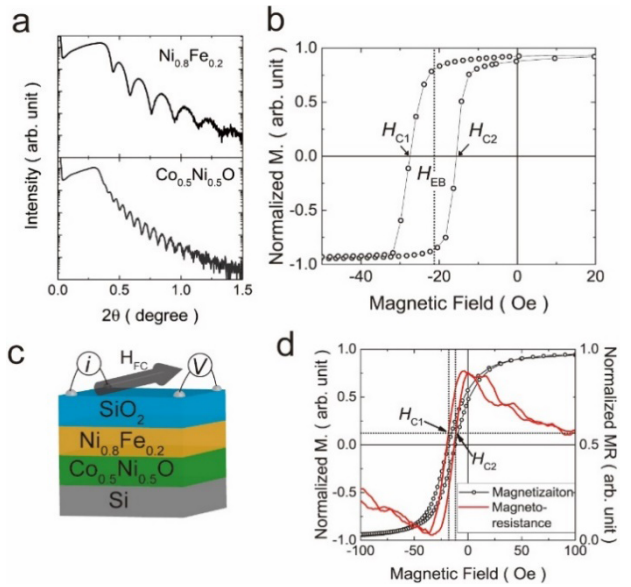 a
Intensity ( arb. unit )
Ni0.8Fe0.2
Co0.5Ni0.5O
0.0 0.5 1.0 1.5
2θ ( degree )
b
Normalized M. ( arb. unit )
1.0
0.5
0.0
-0.5
-1.0
HC1
HC2
HEB
-40 -20 0 20
Magnetic Field ( Oe )
c
i
HFC
V
SiO2
Ni0.8Fe0.2
Co0.5Ni0.5O
Si
d
Normalized M. ( arb. unit )
1.0
0.5
0.0
-0.5
-1.0
HC1
HC2
Magnetizaiton
Magneto-
resistance
1.0
0.5
0.0
Normalized MR ( arb. unit )
-100 -50 0 50 100
Magnetic Field ( Oe )